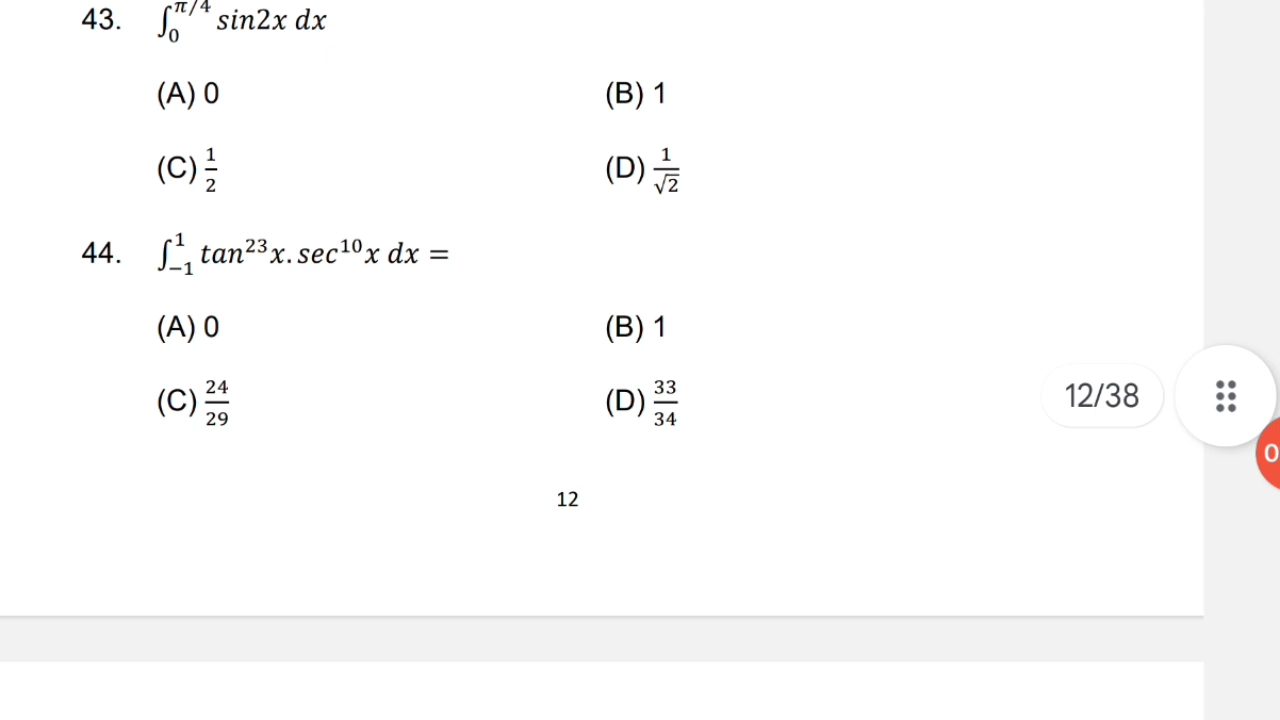 43. ∫₀^{π/4} sin2x dx
(A) 0 (B) 1
(C) 1/2 (D) 1/√2
44. ∫₋₁¹ tan²³x. sec¹⁰x dx =
(A) 0 (B) 1
(C) 24/29 (D) 33/34
12/38
0
12